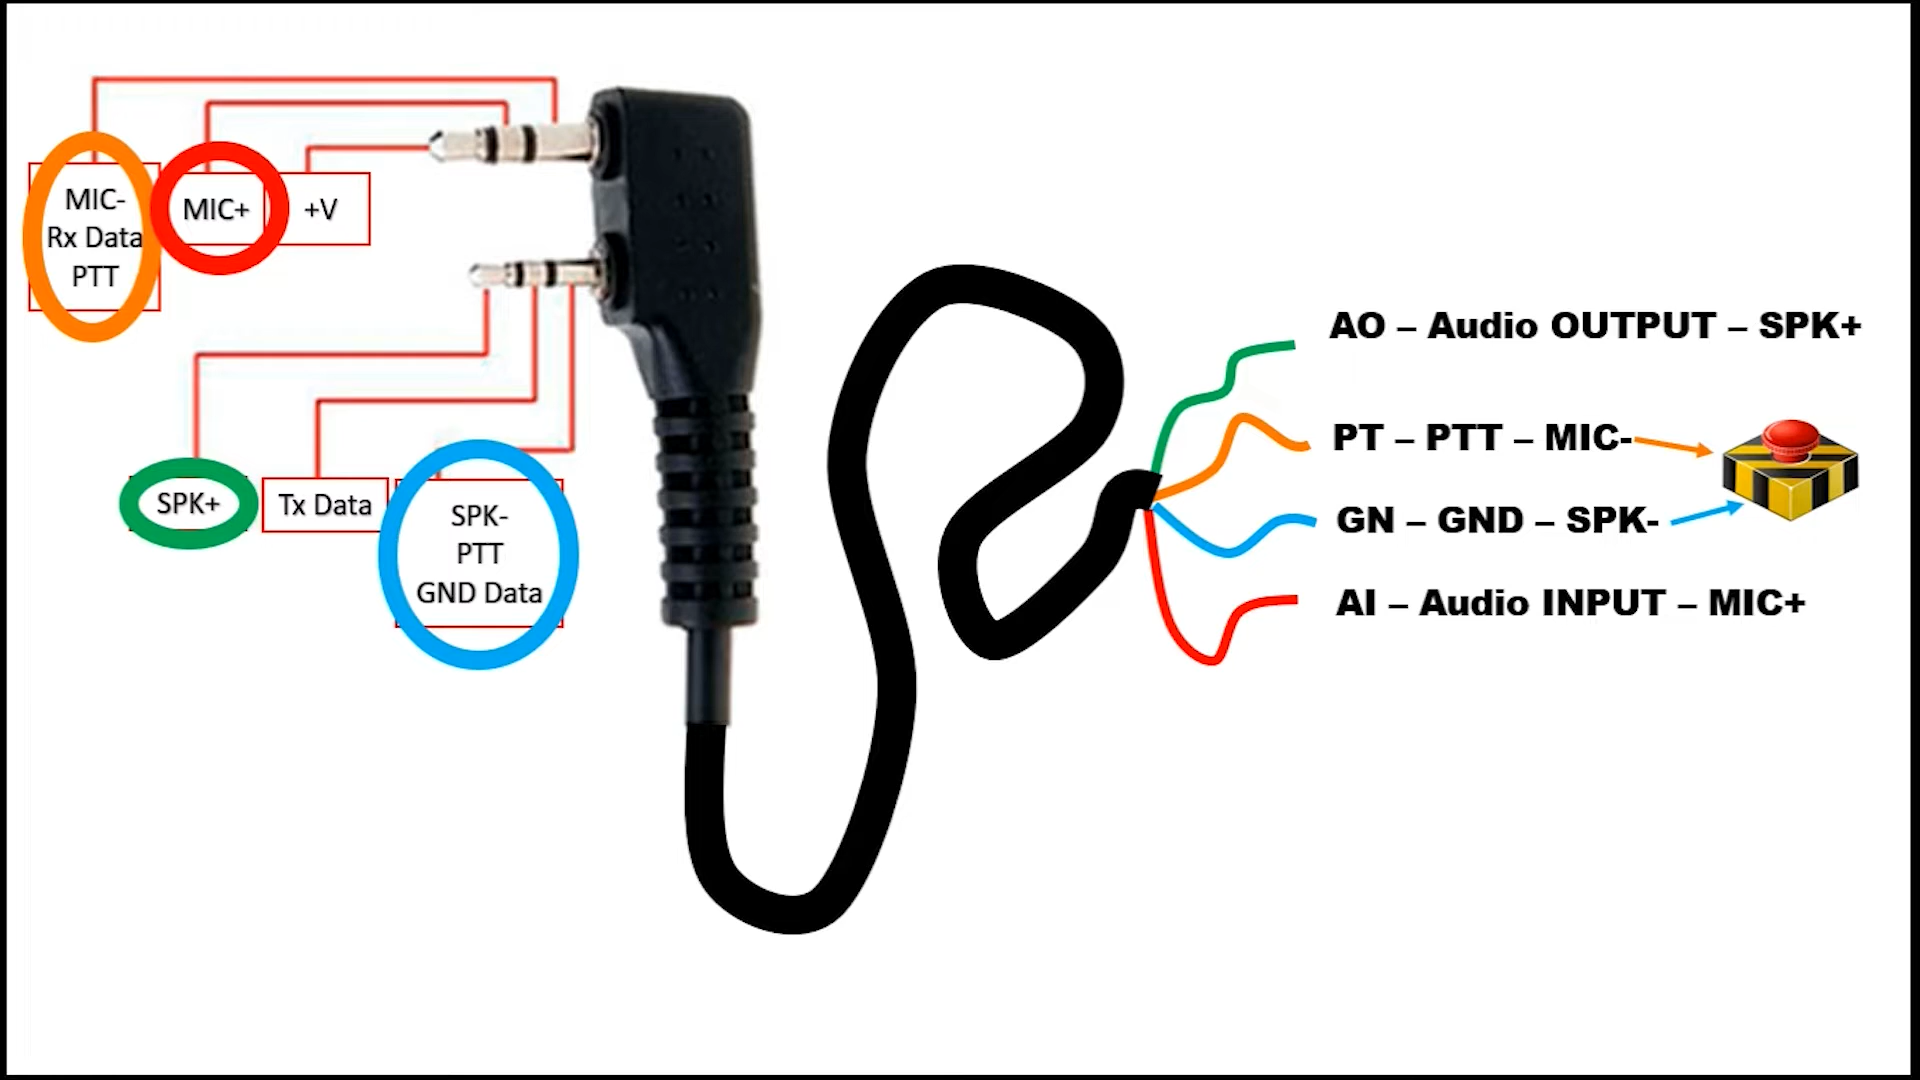 MIC-
Rx Data
PTT
MIC+
+V
SPK+
Tx Data
SPK-
PTT
GND Data
AO – Audio OUTPUT – SPK+
PT – PTT – MIC-
GN – GND – SPK-
AI – Audio INPUT – MIC+